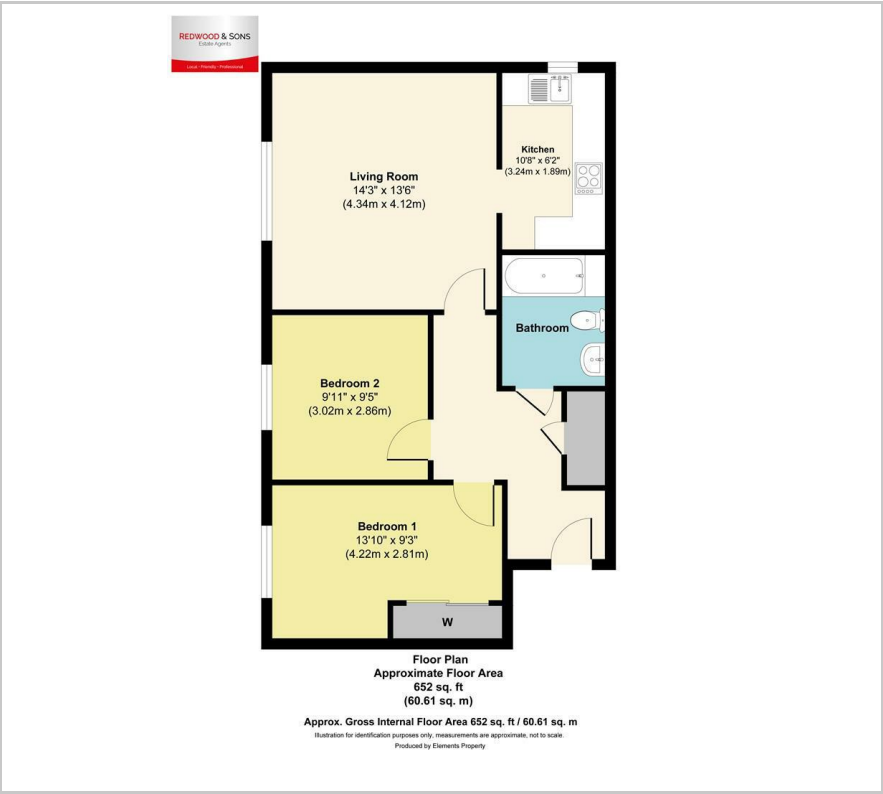 REDWOOD & SONS
Estate Agents
Local - Friendly - Professional
Living Room
14'3" x 13'6"
(4.34m x 4.12m)
Kitchen
10'8" x 6'2"
(3.24m x 1.89m)
Bathroom
Bedroom 2
9'11" x 9'5"
(3.02m x 2.86m)
Bedroom 1
13'10" x 9'3"
(4.22m x 2.81m)
W
Floor Plan
Approximate Floor Area
652 sq. ft
(60.61 sq. m)
Approx. Gross Internal Floor Area 652 sq. ft / 60.61 sq. m
Illustration for identification purposes only, measurements are approximate, not to scale.
Produced by Elements Property